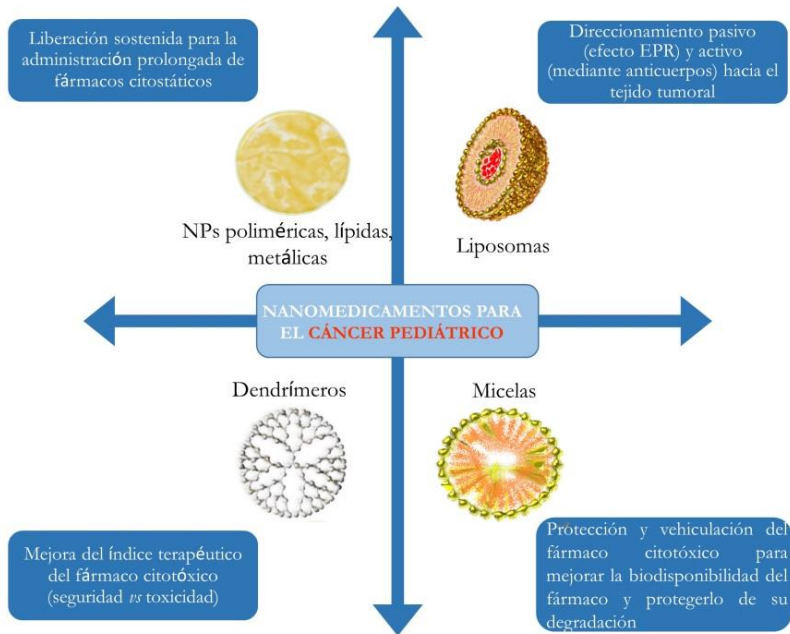 Liberación sostenida para la
administración prolongada de
fármacos citostáticos
Direccionamiento pasivo
(efecto EPR) y activo
(mediante anticuerpos) hacia el
tejido tumoral
NPs poliméricas, lípidas,
metálicas
Liposomas
NANOMEDICAMENTOS PARA
EL CÁNCER PEDIÁTRICO
Dendrímeros
Micelas
Mejora del índice terapéutico
del fármaco citotóxico
(seguridad vs toxicidad)
Protección y vehiculación del
fármaco citotóxico para
mejorar la biodisponibilidad del
fármaco y protegerlo de su
degradación